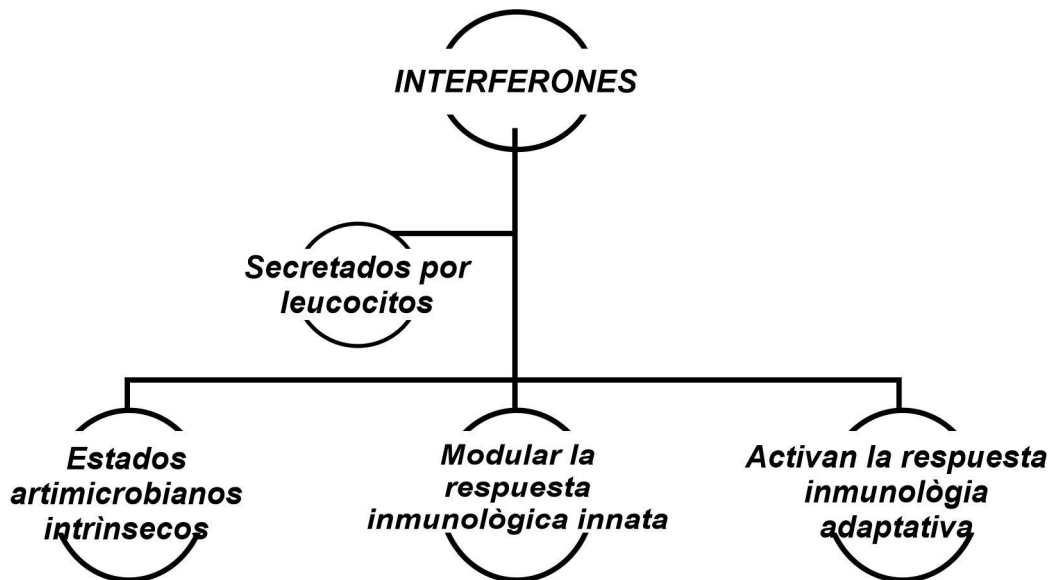 INTERFERONES
Secretados por
leucocitos
Estados
artimicrobianos
intrìnsecos
Modular la
respuesta
inmunològica innata
Activan la respuesta
inmunològia
adaptativa